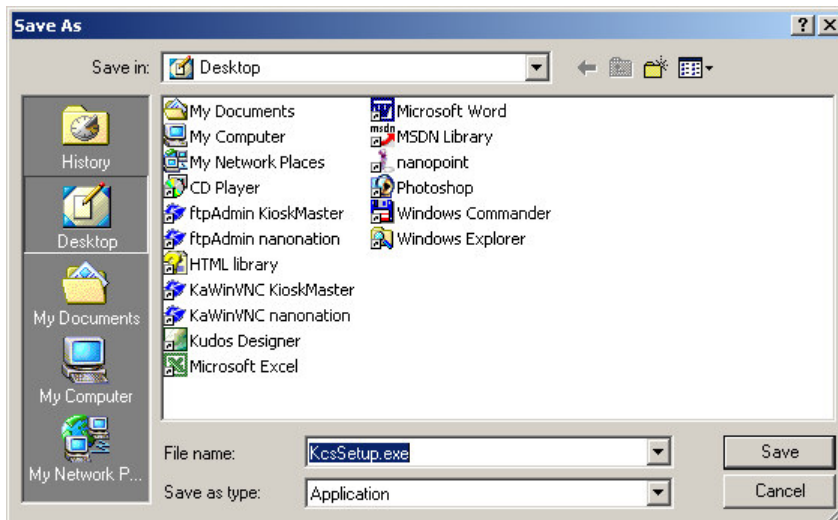 Save As
Save in: Desktop
History
Desktop
My Documents
My Computer
My Network P...
My Documents
My Computer
My Network Places
CD Player
ftpAdmin KioskMaster
ftpAdmin nanonation
HTML library
KaWinVNC KioskMaster
KaWinVNC nanonation
Kudos Designer
Microsoft Excel
Microsoft Word
msdn MSDN Library
nanopoint
Photoshop
Windows Commander
Windows Explorer
File name: KcsSetup.exe Save
Save as type: Application Cancel